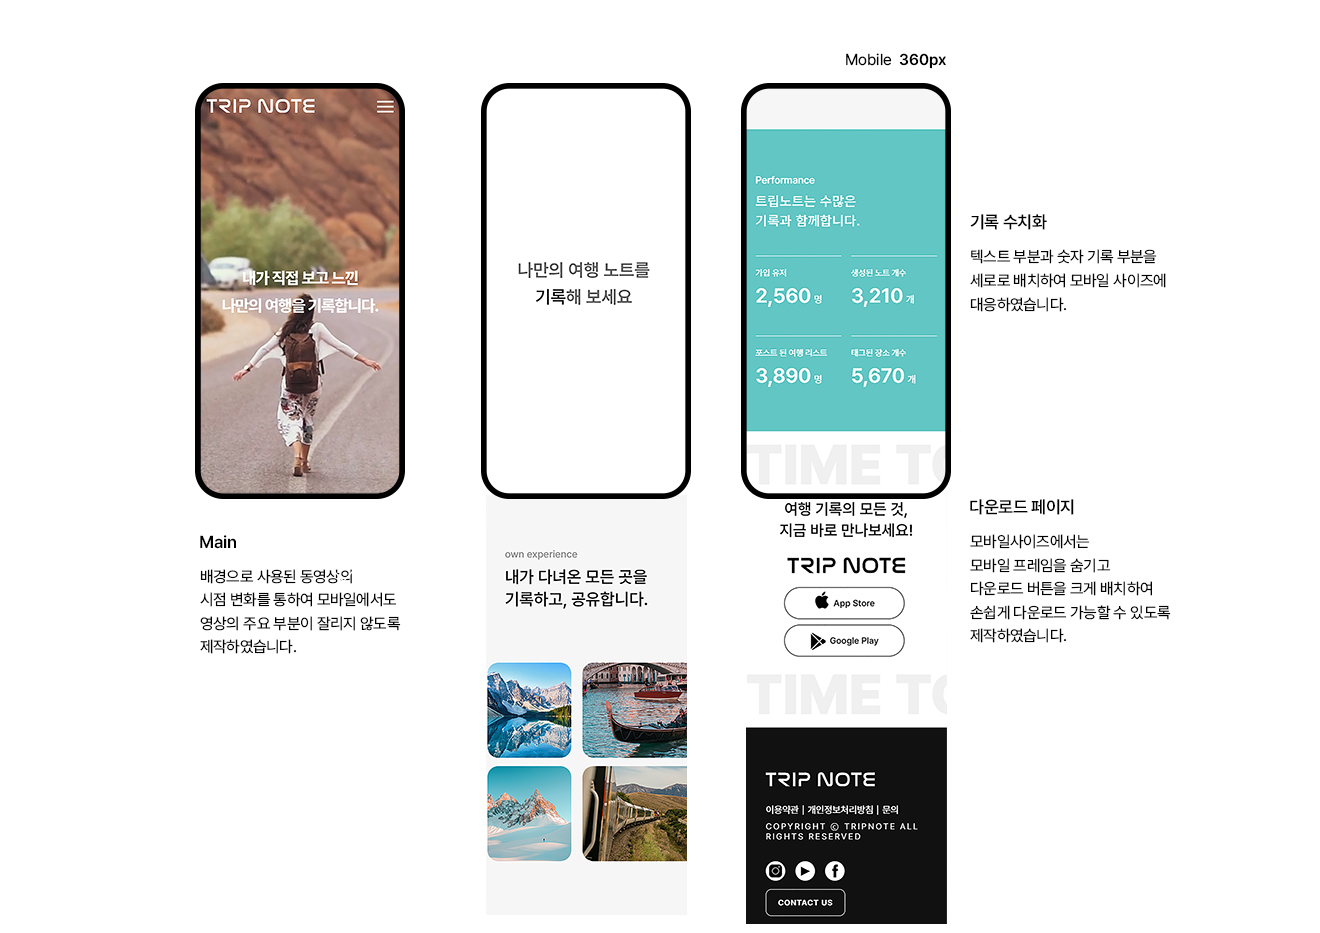 Mobile 360px
TRIP NOTE
내가 직접 보고 느낀
나만의 여행을 기록합니다.
Main
배경으로 사용된 동영상의
시점 변화를 통하여 모바일에서도
영상의 주요 부분이 잘리지 않도록
제작하였습니다.
나만의 여행 노트를
기록해 보세요
own experience
내가 다녀온 모든 곳을
기록하고, 공유합니다.
Performance
트립노트는 수많은
기록과 함께합니다.
가입 유저
2,560 명
생성된 노트 개수
3,210 개
포스트 된 여행 리스트
3,890 명
태그된 장소 개수
5,670 개
TIME TO
여행 기록의 모든 것,
지금 바로 만나보세요!
TRIP NOTE
App Store
Google Play
TIME TO
TRIP NOTE
이용약관 | 개인정보처리방침 | 문의
COPYRIGHT © TRIPNOTE ALL
RIGHTS RESERVED
CONTACT US
기록 수치화
텍스트 부분과 숫자 기록 부분을
세로로 배치하여 모바일 사이즈에
대응하였습니다.
다운로드 페이지
모바일사이즈에서는
모바일 프레임을 숨기고
다운로드 버튼을 크게 배치하여
손쉽게 다운로드 가능할 수 있도록
제작하였습니다.